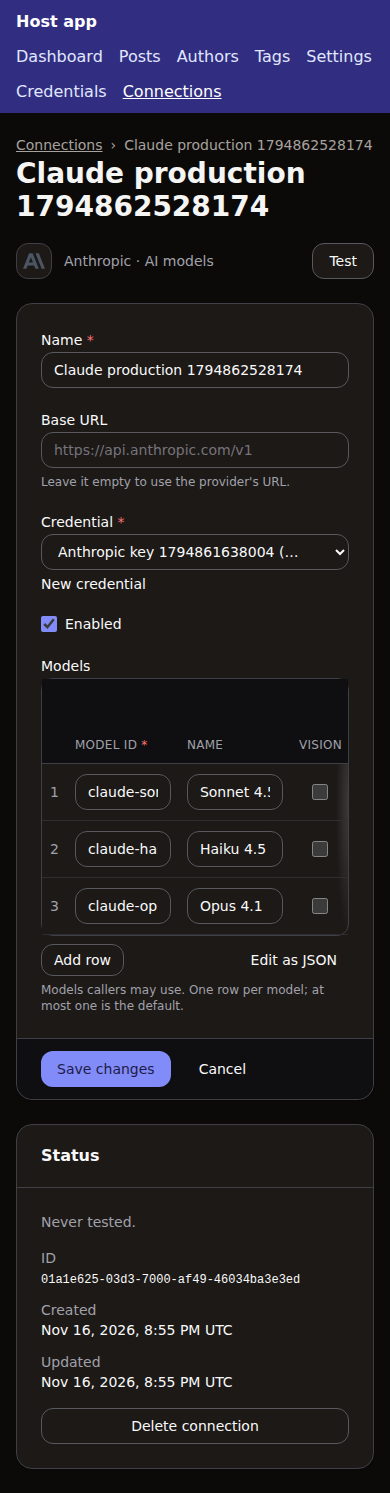 Host app
Dashboard Posts Authors Tags Settings
Credentials Connections
Connections › Claude production 1794862528174
Claude production
1794862528174
Anthropic · AI models
Test
Name *
Claude production 1794862528174
Base URL
https://api.anthropic.com/v1
Leave it empty to use the provider's URL.
Credential *
Anthropic key 1794861638004 (...
New credential
Enabled
Models
MODEL ID * NAME VISION
1 claude-son Sonnet 4.5
2 claude-ha Haiku 4.5
3 claude-op Opus 4.1
Add row Edit as JSON
Models callers may use. One row per model; at
most one is the default.
Save changes Cancel
Status
Never tested.
ID
01a1e625-03d3-7000-af49-46034ba3e3ed
Created
Nov 16, 2026, 8:55 PM UTC
Updated
Nov 16, 2026, 8:55 PM UTC
Delete connection